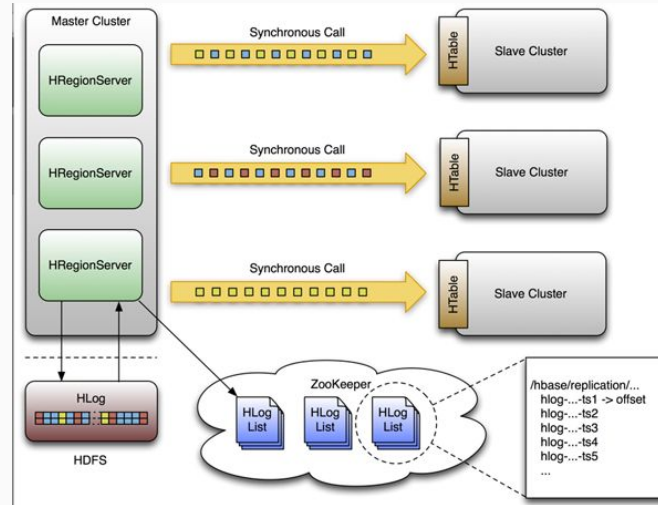 Master Cluster
HRegionServer
HRegionServer
HRegionServer
Synchronous Call
HTable
Slave Cluster
Synchronous Call
HTable
Slave Cluster
Synchronous Call
HTable
Slave Cluster
HLog
HDFS
ZooKeeper
HLog
List
HLog
List
HLog
List
/hbase/replication/...
hlog-...-ts1 -> offset
hlog-...-ts2
hlog-...-ts3
hlog-...-ts4
hlog-...-ts5
...